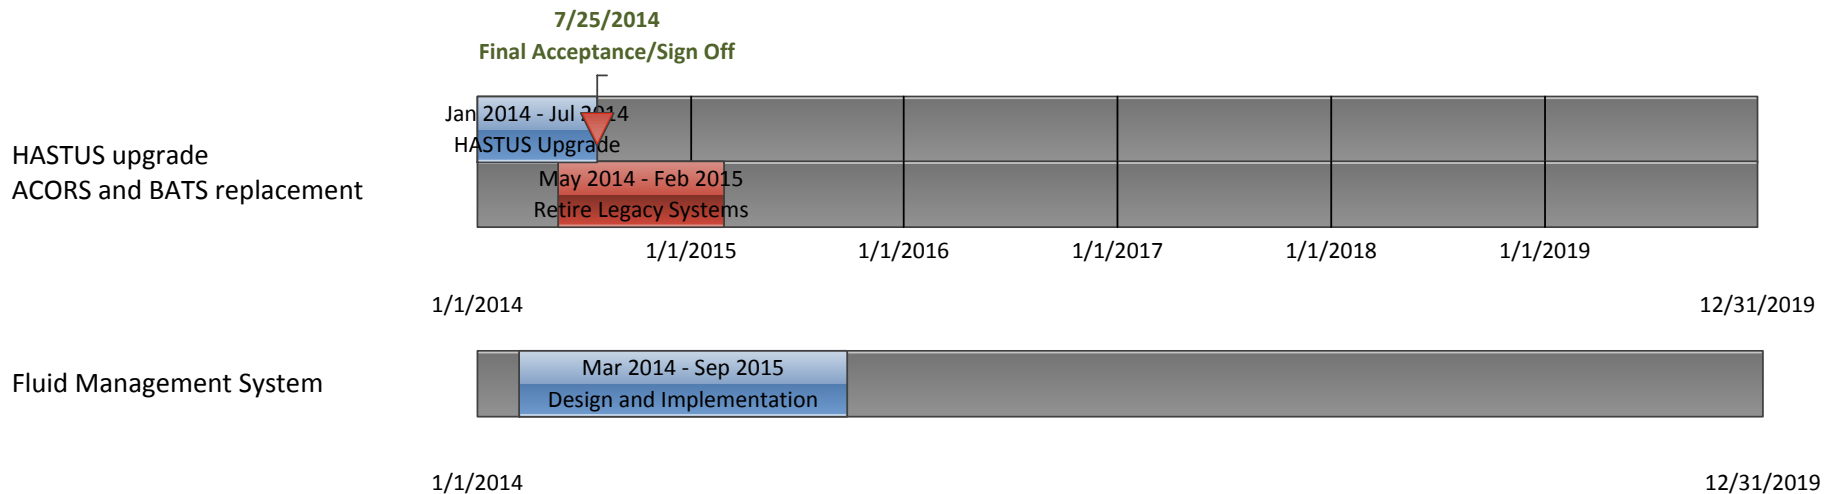 7/25/2014
Final Acceptance/Sign Off
Jan 2014 - Jul 2014
HASTUS Upgrade
HASTUS upgrade
ACORS and BATS replacement
May 2014 - Feb 2015
Retire Legacy Systems
1/1/2015 1/1/2016 1/1/2017 1/1/2018 1/1/2019
1/1/2014 12/31/2019
Mar 2014 - Sep 2015
Fluid Management System
Design and Implementation
1/1/2014 12/31/2019